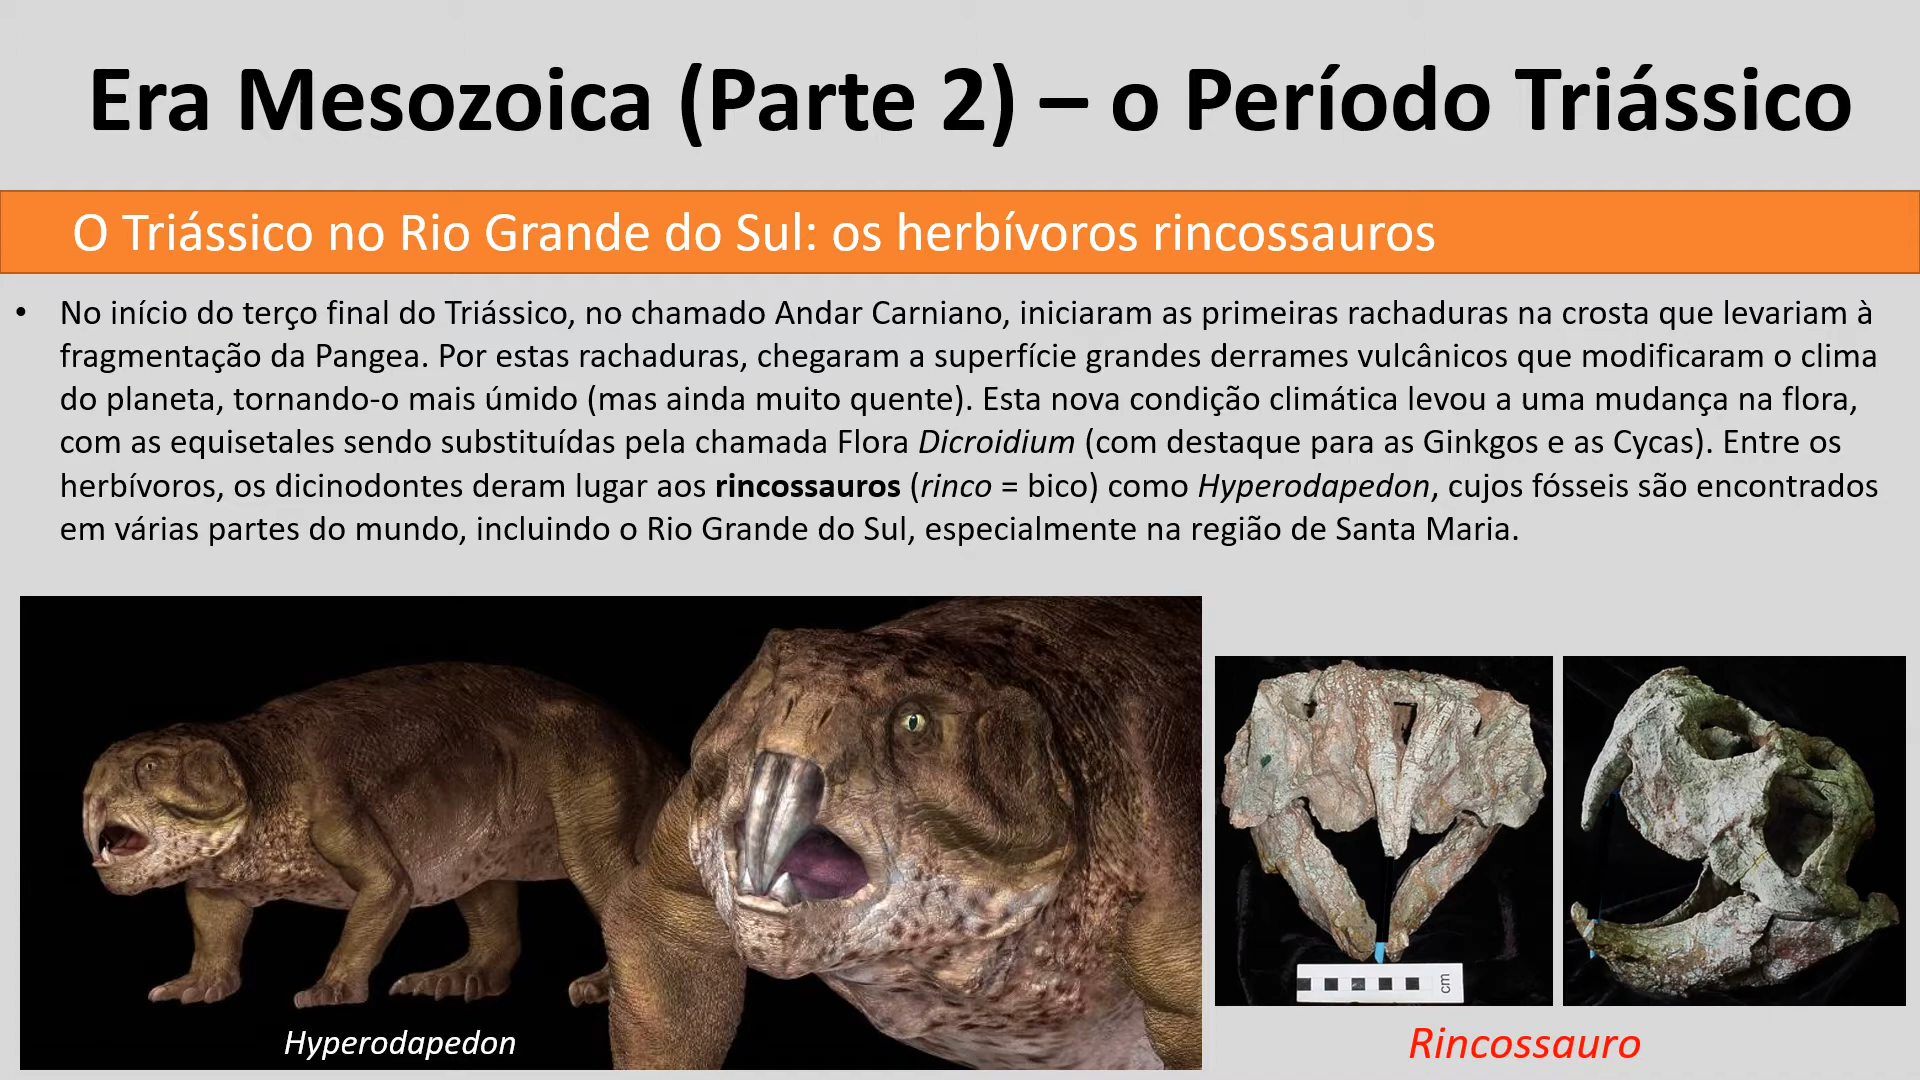 Era Mesozoica (Parte 2) – o Período Triássico
O Triássico no Rio Grande do Sul: os herbívoros rincossauros
• No início do terço final do Triássico, no chamado Andar Carniano, iniciaram as primeiras rachaduras na crosta que levariam à
fragmentação da Pangea. Por estas rachaduras, chegaram a superfície grandes derrames vulcânicos que modificaram o clima
do planeta, tornando-o mais úmido (mas ainda muito quente). Esta nova condição climática levou a uma mudança na flora,
com as equisetales sendo substituídas pela chamada Flora Dicroidium (com destaque para as Ginkgos e as Cycas). Entre os
herbívoros, os dicinodontes deram lugar aos rincossauros (rinco = bico) como Hyperodapedon, cujos fósseis são encontrados
em várias partes do mundo, incluindo o Rio Grande do Sul, especialmente na região de Santa Maria.
cm
Hyperodapedon
Rincossauro